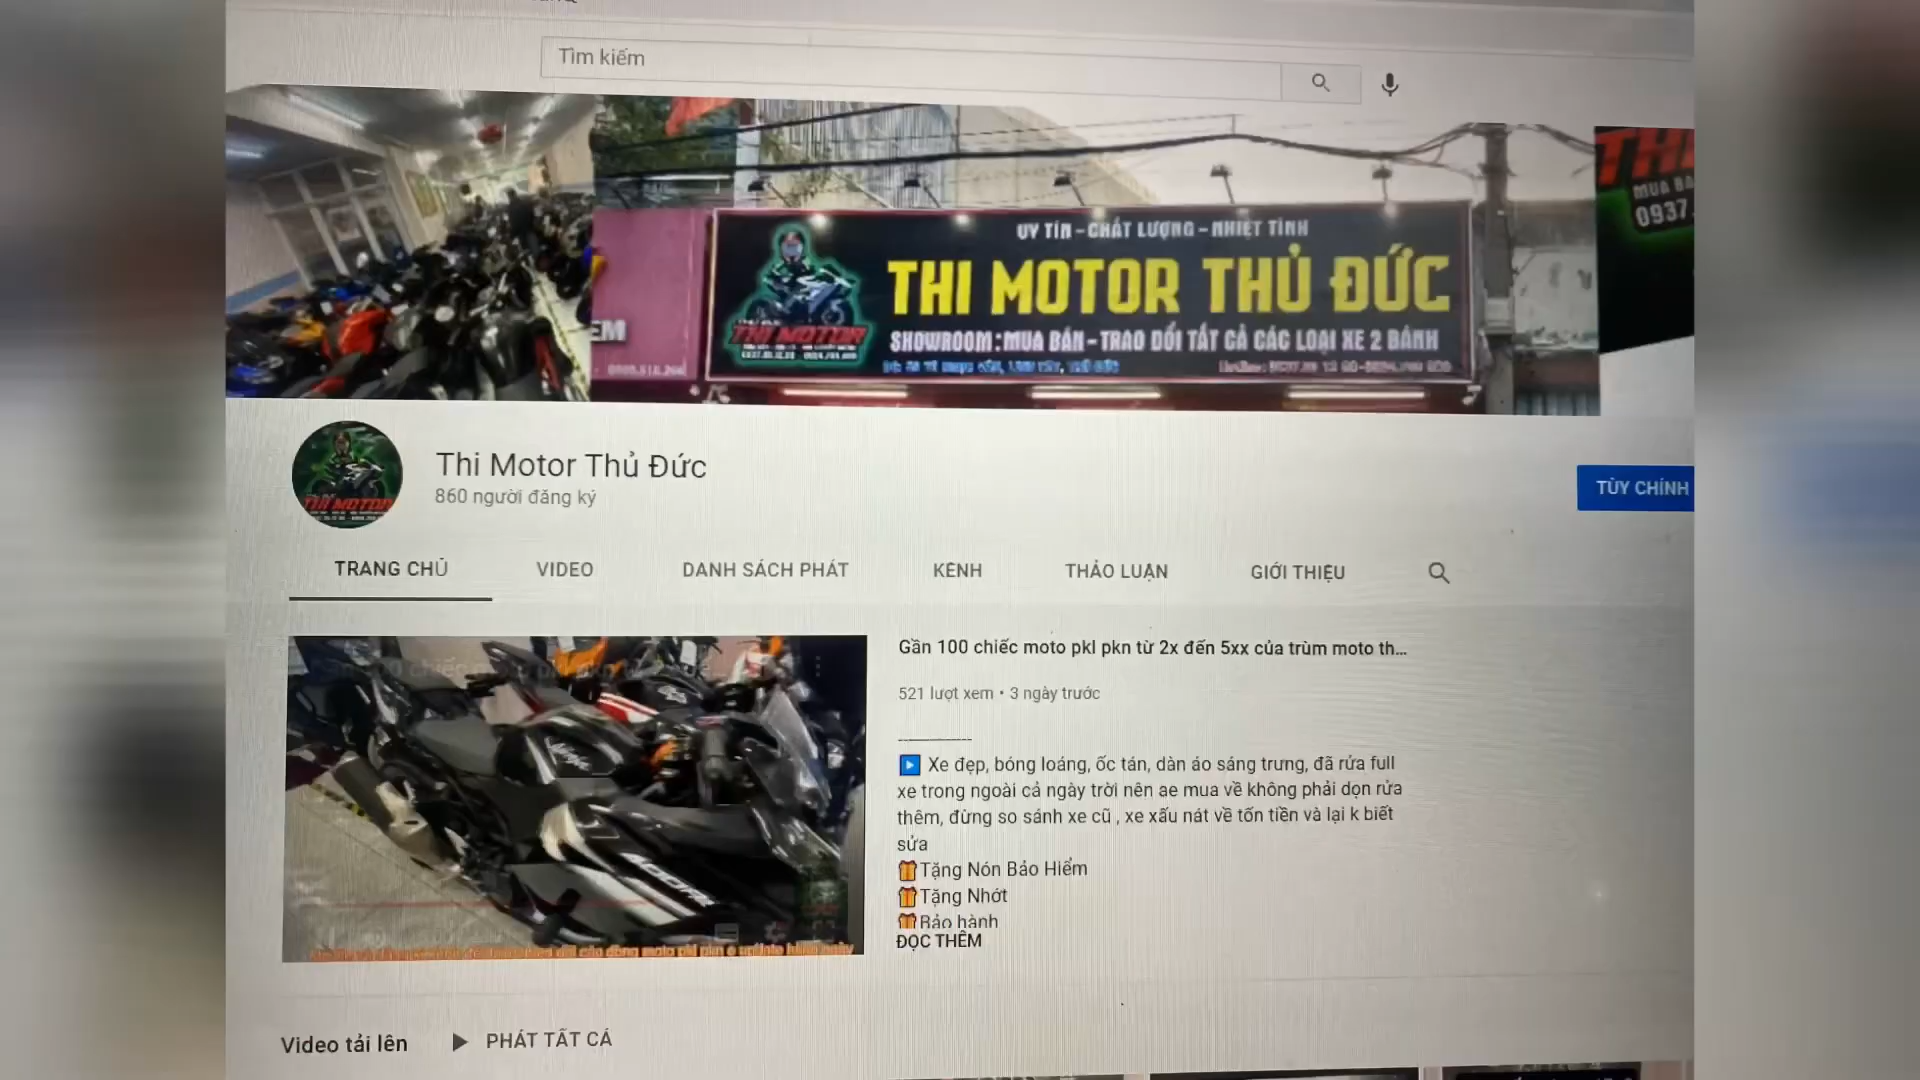 Tìm kiếm
UY TÍN - CHẤT LƯỢNG - NHIỆT TÌNH
THI MOTOR THỦ ĐỨC
SHOWROOM: MUA BÁN - TRAO ĐỔI TẤT CẢ CÁC LOẠI XE 2 BÁNH
THI MOTOR
EM
THI
MUA BÁ
0937.
Thi Motor Thủ Đức
860 người đăng ký
TÙY CHỈNH
THI MOTOR
TRANG CHỦ
VIDEO
DANH SÁCH PHÁT
KÊNH
THẢO LUẬN
GIỚI THIỆU
Ninja
ACOR
Gần 100 chiếc moto pkl pkn từ 2x đến 5xx của trùm moto th...
521 lượt xem • 3 ngày trước
Xe đẹp, bóng loáng, ốc tán, dàn áo sáng trưng, đã rửa full
xe trong ngoài cả ngày trời nên ae mua về không phải dọn rửa
thêm, đừng so sánh xe cũ , xe xấu nát về tốn tiền và lại k biết
sửa
Tặng Nón Bảo Hiểm
Tặng Nhớt
Bảo hành
ĐỌC THÊM
Video tải lên
PHÁT TẤT CẢ